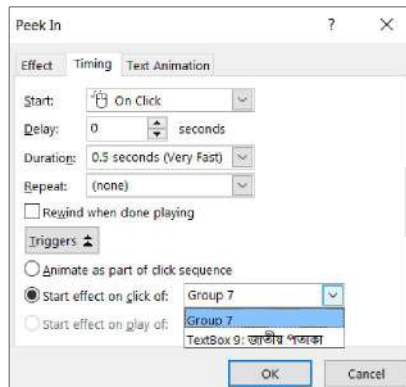 Peek In ? ×
Effect Timing Text Animation
Start: On Click
Delay: 0 seconds
Duration: 0.5 seconds (Very Fast)
Repeat: (none)
Rewind when done playing
Triggers
Animate as part of click sequence
Start effect on click of: Group 7
Group 7
Start effect on play of: TextBox 9: জাতীয় পতাকা
OK Cancel